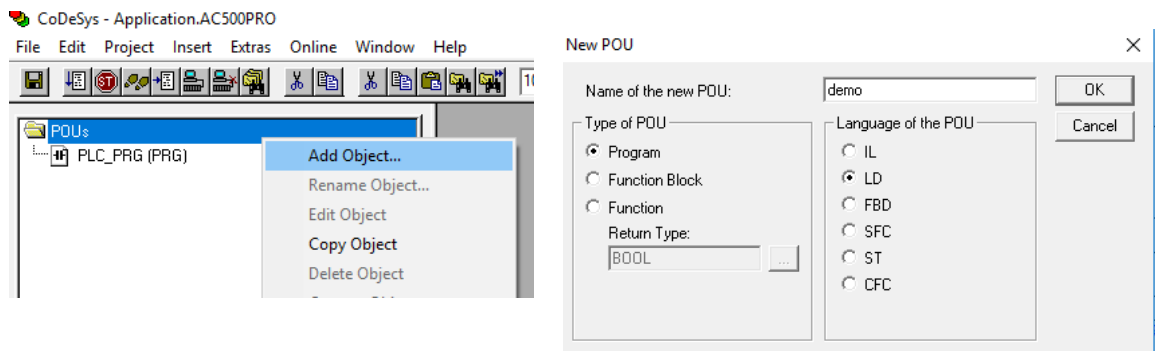 CoDeSys - Application.AC500PRO
File Edit Project Insert Extras Online Window Help
ST
10
POUs
PLC_PRG (PRG)
Add Object...
Rename Object...
Edit Object
Copy Object
Delete Object
New POU
Name of the new POU:
demo
OK
Cancel
Type of POU
Program
Function Block
Function
Return Type:
BOOL
...
Language of the POU
IL
LD
FBD
SFC
ST
CFC